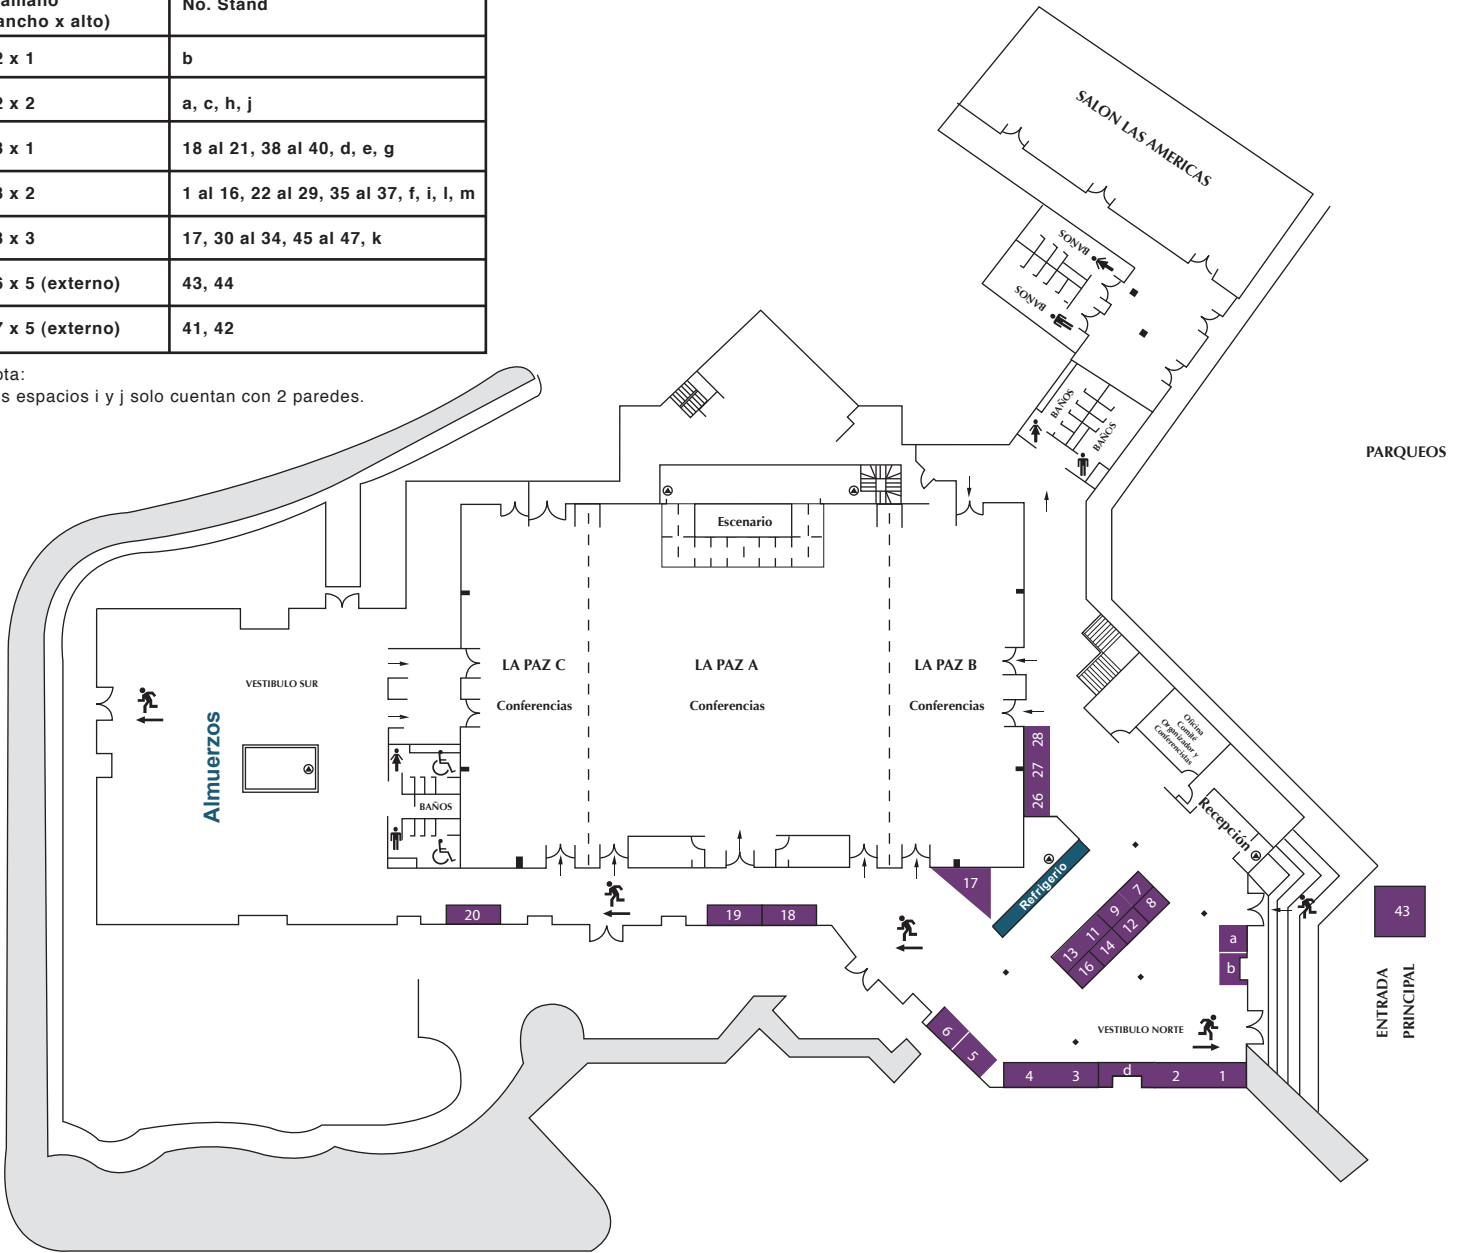 No. Stand
ancho x alto)
2 x 1 b
2 x 2 a, c, h, j
3 x 1 18 al 21, 38 al 40, d, e, g
3 x 2 1 al 16, 22 al 29, 35 al 37, f, i, l, m
3 x 3 17, 30 al 34, 45 al 47, k
6 x 5 (externo) 43, 44
7 x 5 (externo) 41, 42
ota:
s espacios i y j solo cuentan con 2 paredes.
SALON LAS AMERICAS
BAÑOS
BAÑOS
BAÑOS
BAÑOS
PARQUEOS
Escenario
LA PAZ C
Conferencias
LA PAZ A
Conferencias
LA PAZ B
Conferencias
VESTIBULO SUR
Almuerzos
BAÑOS
28
27
26
Oficina
Comité
Organizador y
Conferencistas
Recepción
Refrigerio
17
20
19
18
7
8
9
11
12
13
14
16
a
b
43
ENTRADA
PRINCIPAL
VESTIBULO NORTE
6
5
4
3
d
2
1